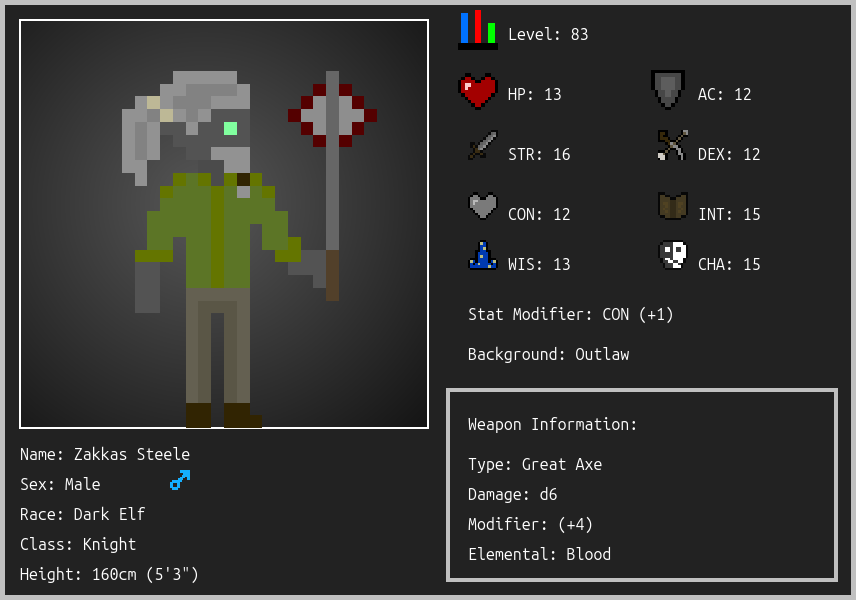 Level: 83
HP: 13
AC: 12
STR: 16
DEX: 12
CON: 12
INT: 15
WIS: 13
CHA: 15
Stat Modifier: CON (+1)
Background: Outlaw
Weapon Information:
Type: Great Axe
Damage: d6
Modifier: (+4)
Elemental: Blood
Name: Zakkas Steele
Sex: Male
Race: Dark Elf
Class: Knight
Height: 160cm (5'3")